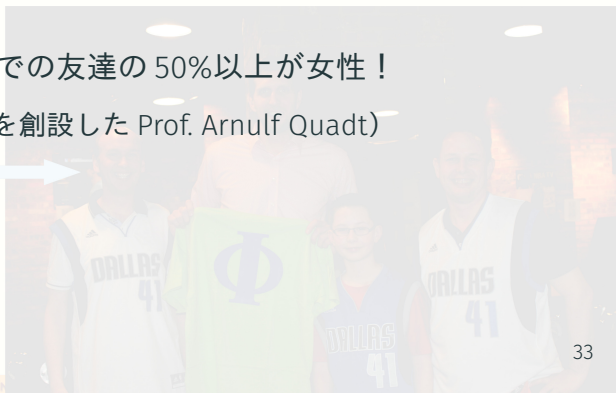 での友達の 50%以上が女性！
を創設した Prof. Arnulf Quadt）
DALLAS
41
Φ
DALLAS
41
DALLAS
41
33